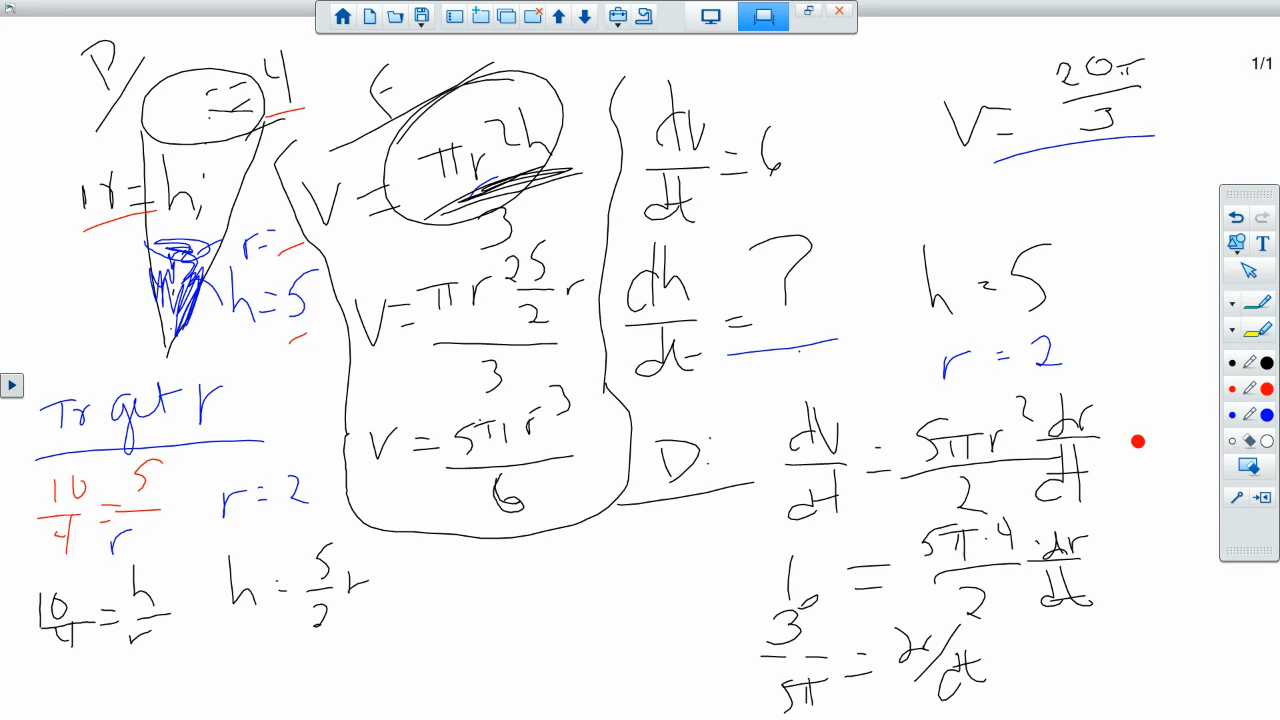 1/1
P/
4
10 = h;
r =
h = 5
To get r
10/4 = 5/r
r = 2
10/4 = h/r
h = 5/2 r
E
V = πr²h / 3
V = πr² 5/2 r / 3
V = 5πr³ / 6
dV/dt = 6
dh/dt = ?
D:
V = 20π/3
h = 5
r = 2
dV/dt = 5πr²/2 dr/dt
6 = 5π·4/2 · dr/dt
3/5π = dr/dt
T